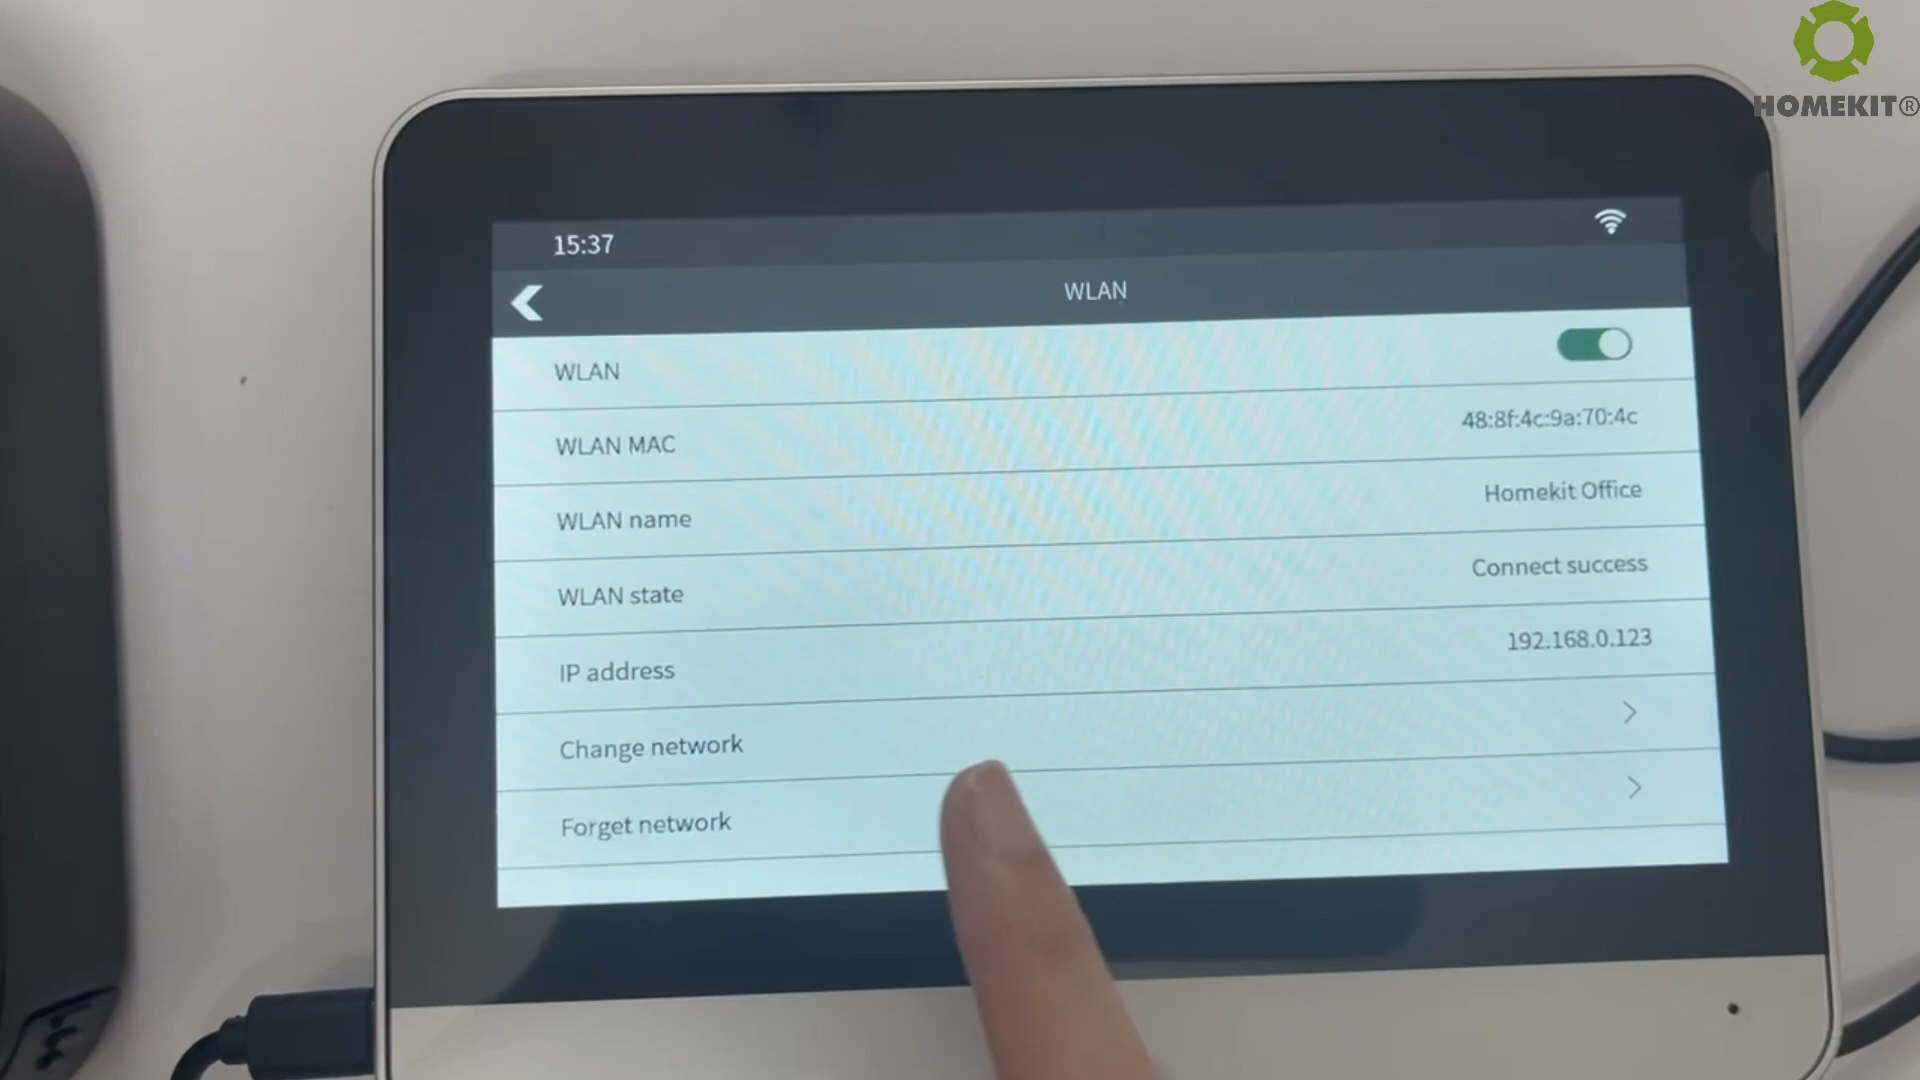 HOMEKIT®
15:37
WLAN
WLAN
WLAN MAC 48:8f:4c:9a:70:4c
WLAN name Homekit Office
WLAN state Connect success
IP address 192.168.0.123
Change network
Forget network